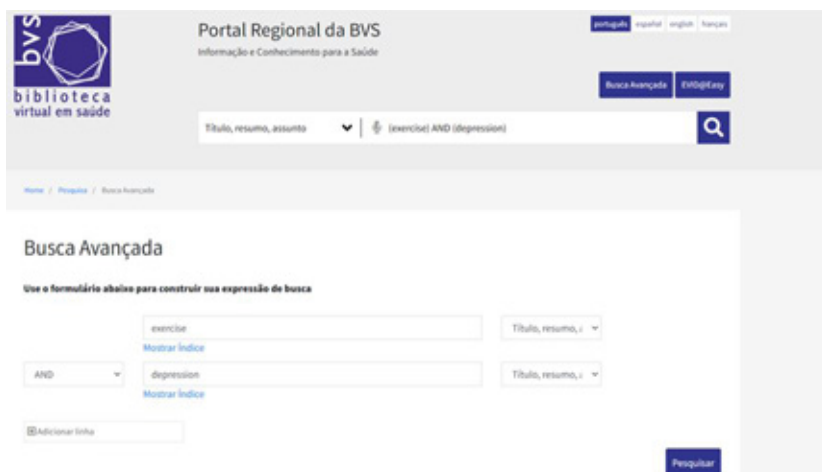 bvs
biblioteca
virtual em saúde
Portal Regional da BVS
Informação e Conhecimento para a Saúde
português español english français
Busca Avançada EVID@Easy
Título, resumo, assunto (exercise) AND (depression)
Home / Pesquisa / Busca Avançada
Busca Avançada
Use o formulário abaixo para construir sua expressão de busca
exercise Título, resumo, a
Mostrar Índice
AND depression Título, resumo, a
Mostrar Índice
Adicionar linha
Pesquisar